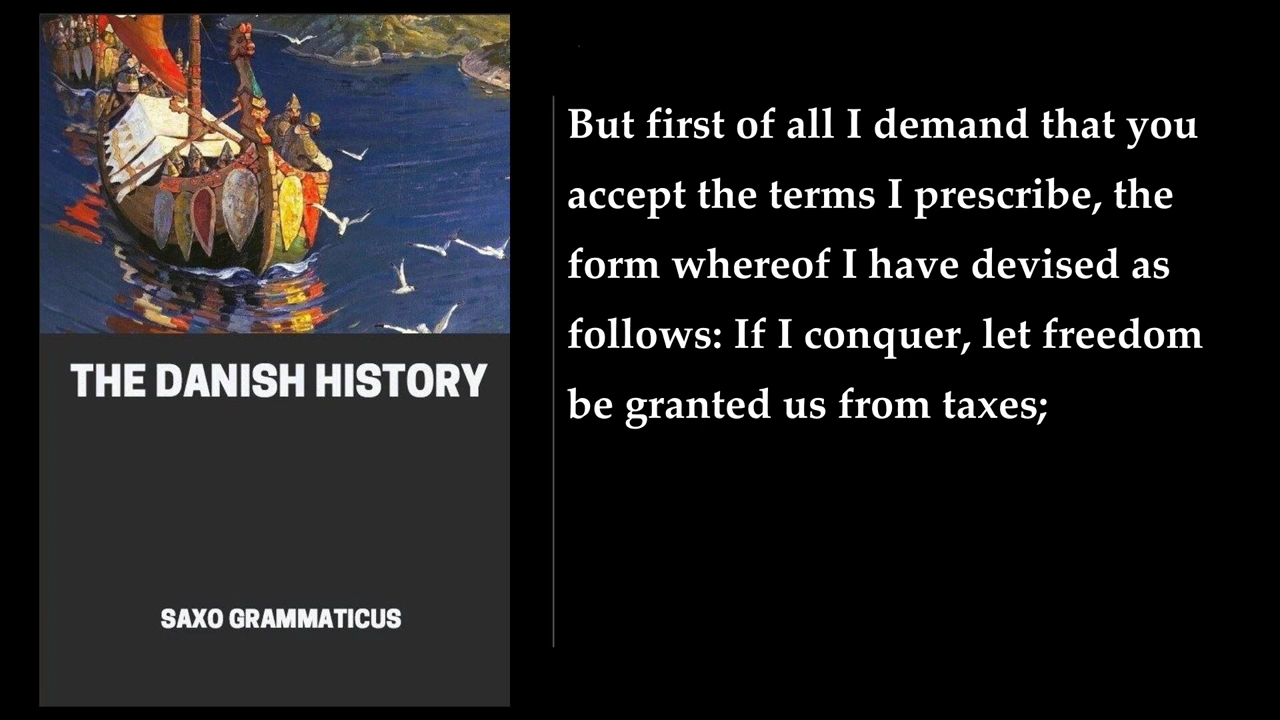 THE DANISH HISTORY
SAXO GRAMMATICUS
But first of all I demand that you
accept the terms I prescribe, the
form whereof I have devised as
follows: If I conquer, let freedom
be granted us from taxes;